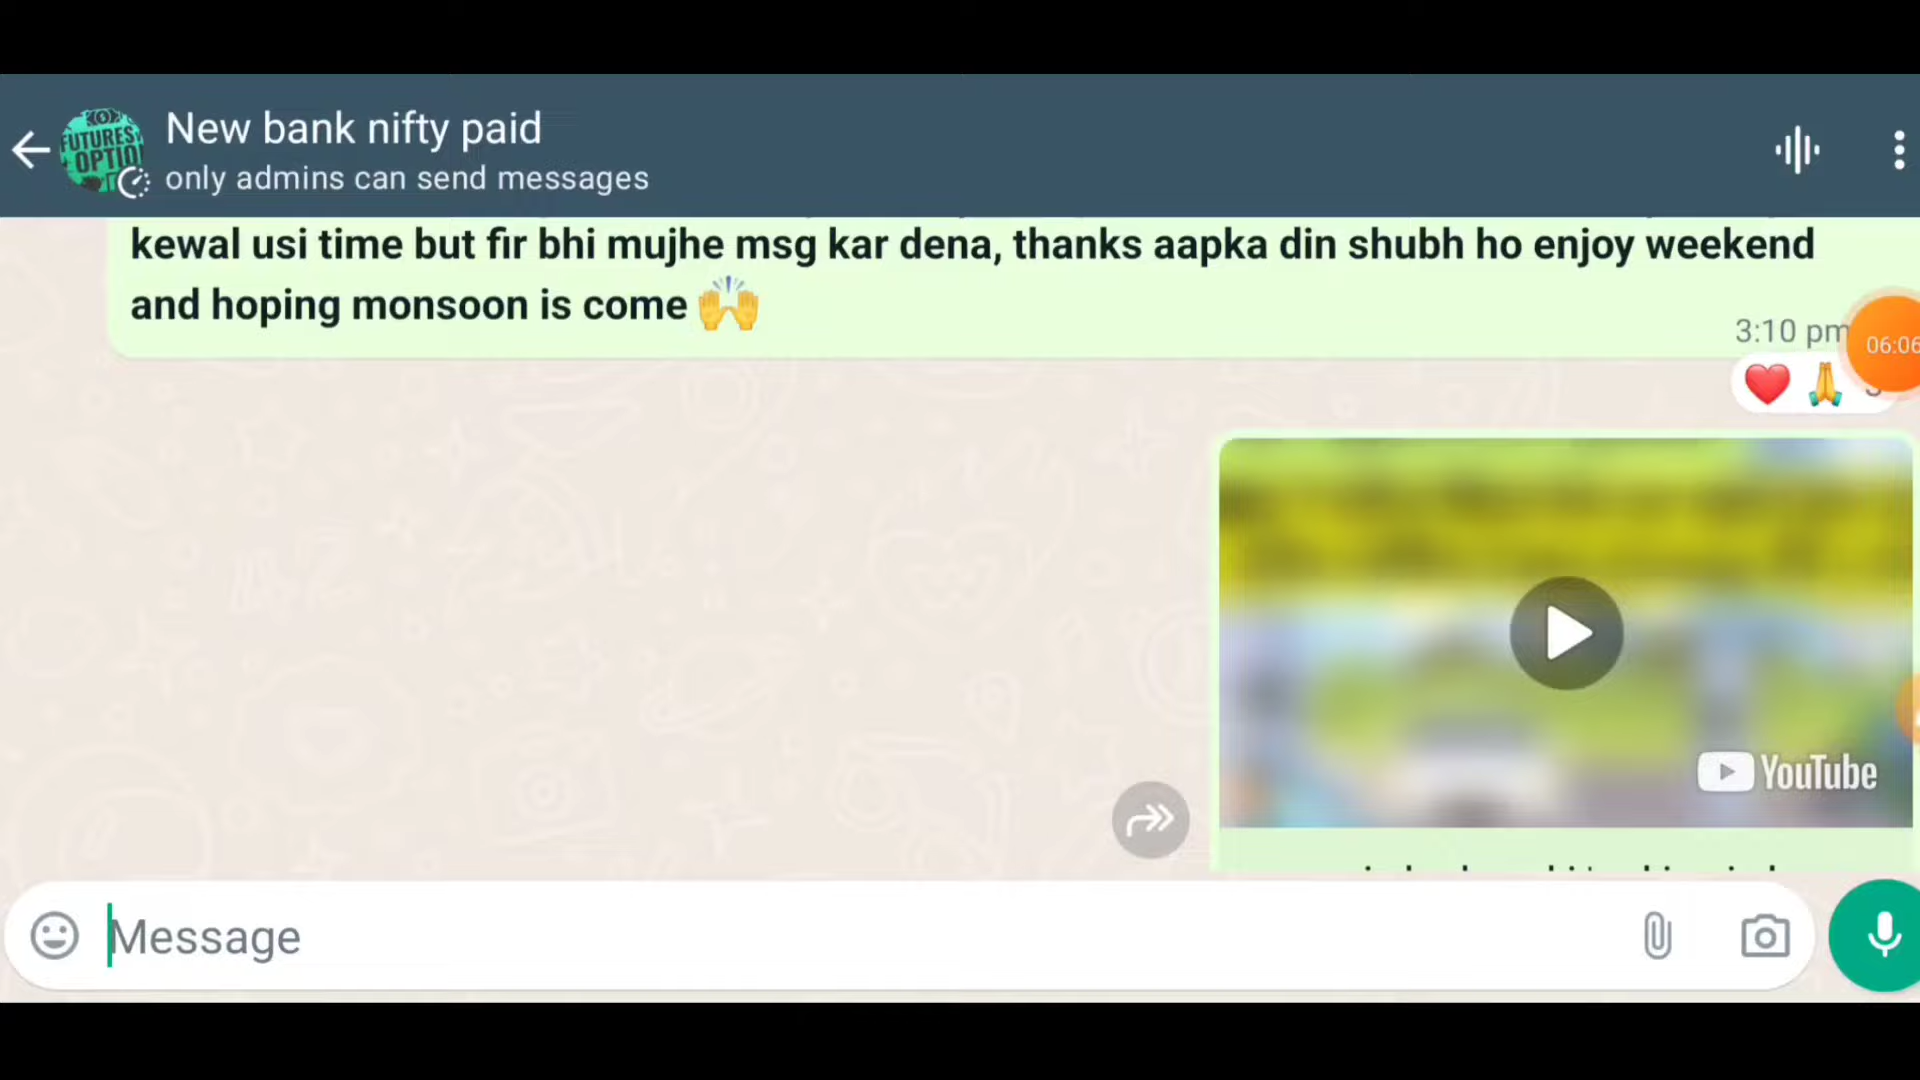 New bank nifty paid
only admins can send messages
FUTURES
OPTIO
kewal usi time but fir bhi mujhe msg kar dena, thanks aapka din shubh ho enjoy weekend
and hoping monsoon is come 🙌
3:10 pm
06:06
YouTube
Message